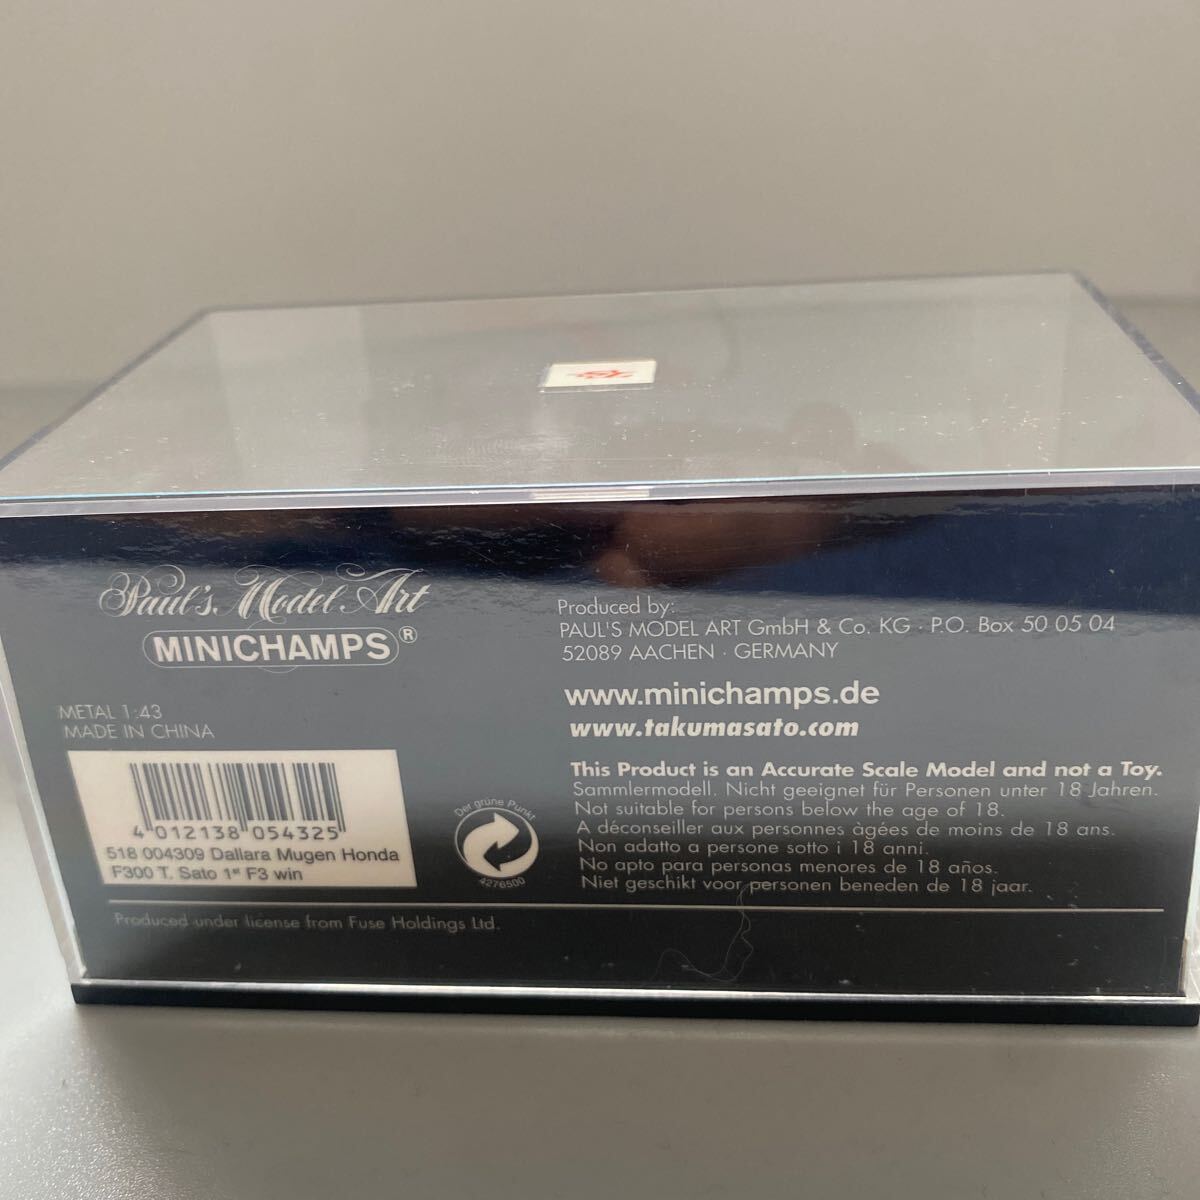 Paul's Model Art
MINICHAMPS®
METAL 1:43
MADE IN CHINA
4 012138 054325
518 004309 Dallara Mugen Honda
F300 T. Sato 1st F3 win
Der grüne Punkt
4276500
Produced by:
PAUL'S MODEL ART GmbH & Co. KG · P.O. Box 50 05 04
52089 AACHEN · GERMANY
www.minichamps.de
www.takumasato.com
This Product is an Accurate Scale Model and not a Toy.
Sammlermodell. Nicht geeignet für Personen unter 18 Jahren.
Not suitable for persons below the age of 18.
A déconseiller aux personnes àgées de moins de 18 ans.
Non adatto a persone sotto i 18 anni.
No apto para personas menores de 18 años.
Niet geschikt voor personen beneden de 18 jaar.
Produced under license from Fuse Holdings Ltd.